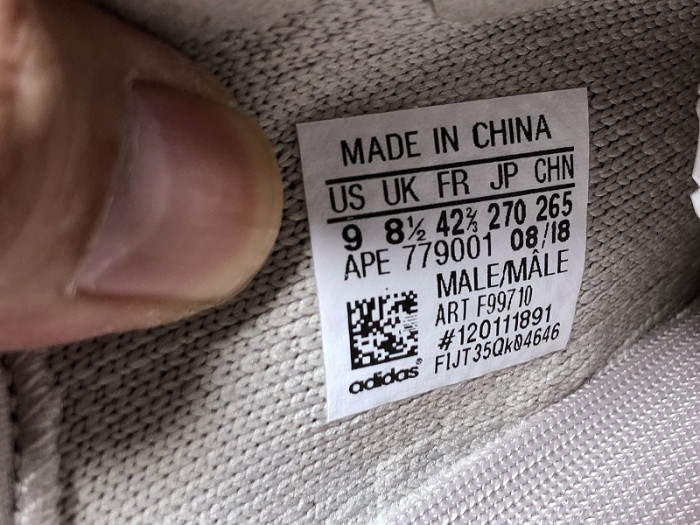 MADE IN CHINA
US UK FR JP CHN
9 8½ 42⅔ 270 265
APE 779001 08/18
MALE/MÂLE
ART F99710
#120111891
F1JT35Qk04646
adidas®